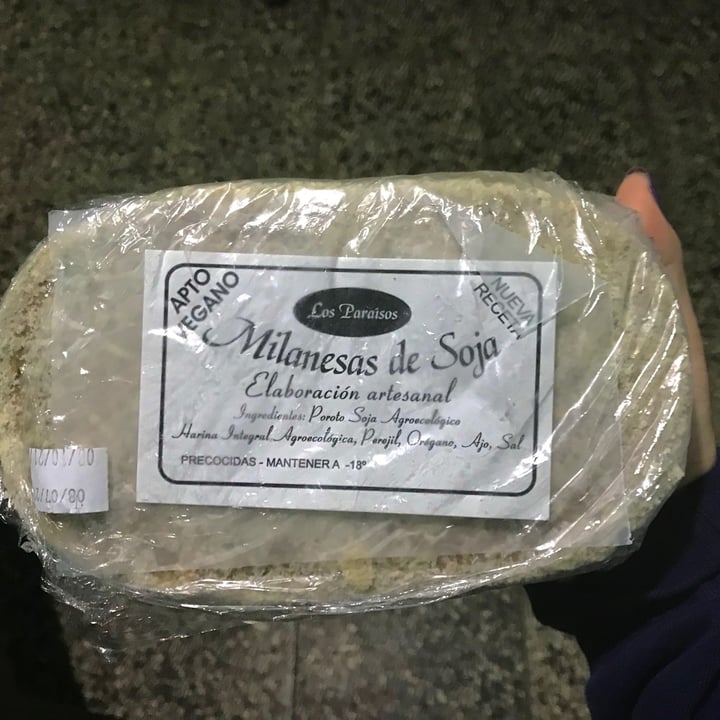 APTO
VEGANO
NUEVA
RECETA
Los Paraísos
Milanesas de Soja
Elaboración artesanal
Ingredientes: Poroto Soja Agroecológico
Harina Integral Agroecológica, Perejil, Orégano, Ajo, Sal
PRECOCIDAS - MANTENER A -18º